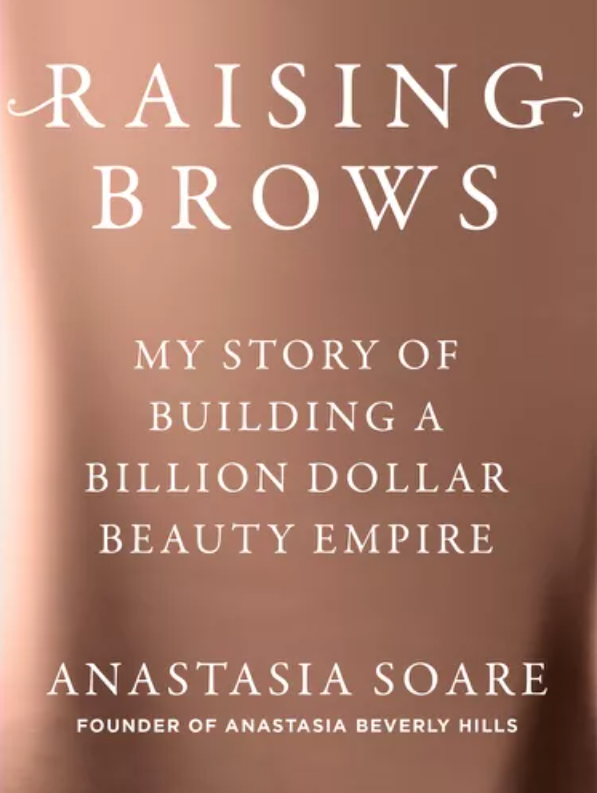 RAISING
BROWS
MY STORY OF
BUILDING A
BILLION DOLLAR
BEAUTY EMPIRE
ANASTASIA SOARE
FOUNDER OF ANASTASIA BEVERLY HILLS